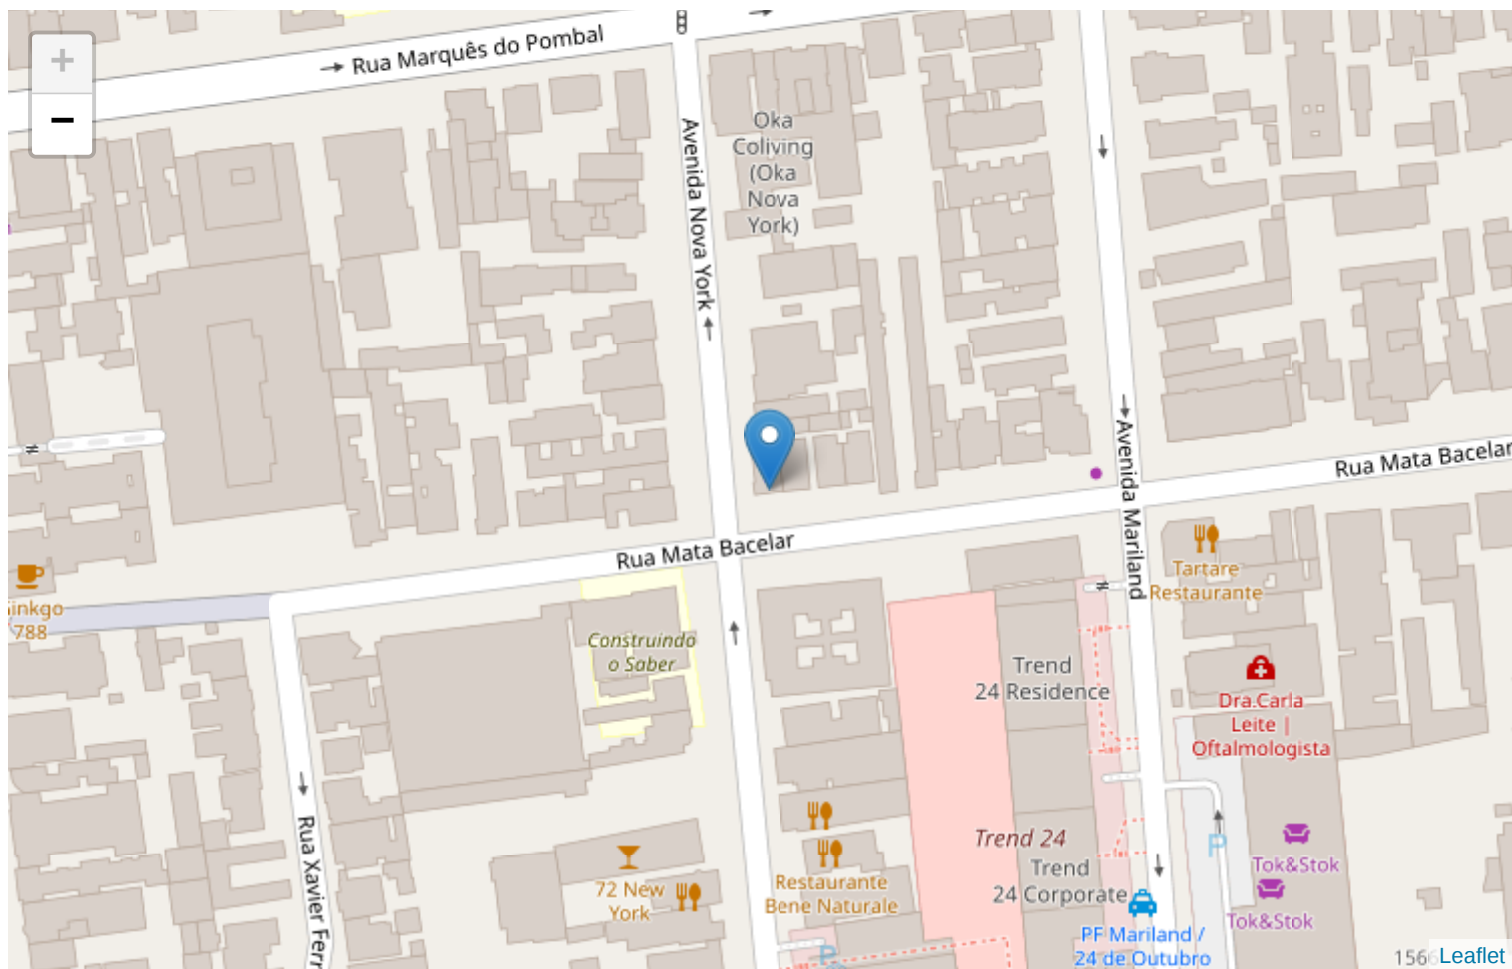 +
−
Rua Marquês do Pombal
Avenida Nova York
Oka
Coliving
(Oka
Nova
York)
Avenida Mariland
Rua Mata Bacelar
Rua Mata Bacelar
788
Construindo
o Saber
Tartare
Restaurante
Trend
24 Residence
Dra.Carla
Leite |
Oftalmologista
Rua Xavier Ferr
72 New
York
Restaurante
Bene Naturale
Trend 24
Trend
24 Corporate
P
Tok&Stok
Tok&Stok
PF Mariland /
24 de Outubro
P
Leaflet